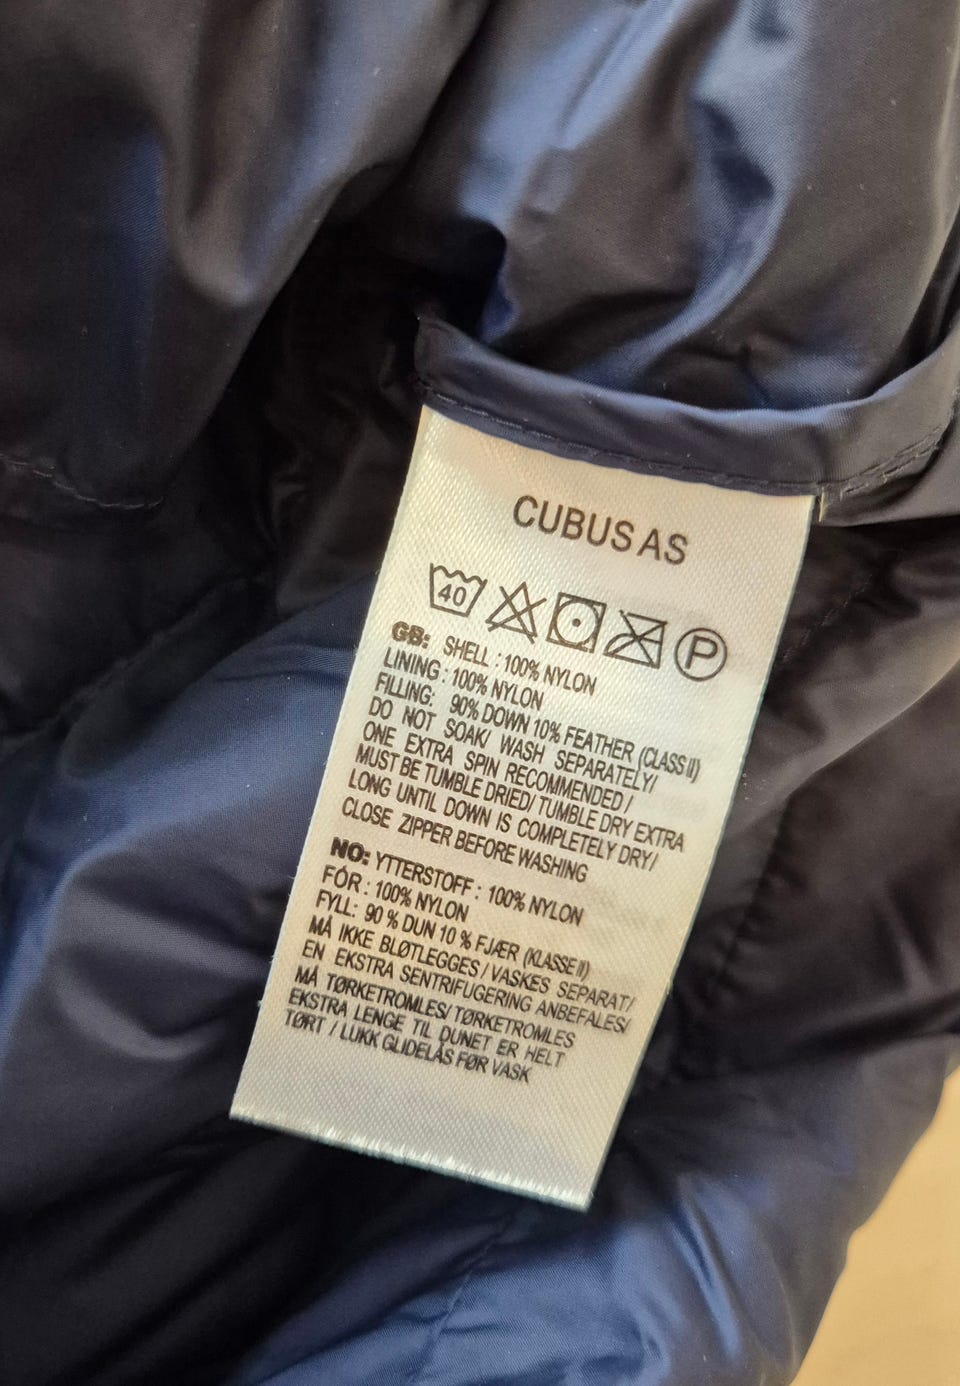 CUBUS AS
40 P
GB: SHELL : 100% NYLON
LINING : 100% NYLON
FILLING: 90% DOWN 10% FEATHER (CLASS II)
DO NOT SOAK/ WASH SEPARATELY/
ONE EXTRA SPIN RECOMMENDED /
MUST BE TUMBLE DRIED/ TUMBLE DRY EXTRA
LONG UNTIL DOWN IS COMPLETELY DRY/
CLOSE ZIPPER BEFORE WASHING
NO: YTTERSTOFF : 100% NYLON
FÓR : 100% NYLON
FYLL: 90 % DUN 10 % FJÆR (KLASSE II)
MÅ IKKE BLØTLEGGES / VASKES SEPARAT/
EN EKSTRA SENTRIFUGERING ANBEFALES/
MÅ TØRKETROMLES/ TØRKETROMLES
EKSTRA LENGE TIL DUNET ER HELT
TØRT / LUKK GLIDELÅS FØR VASK